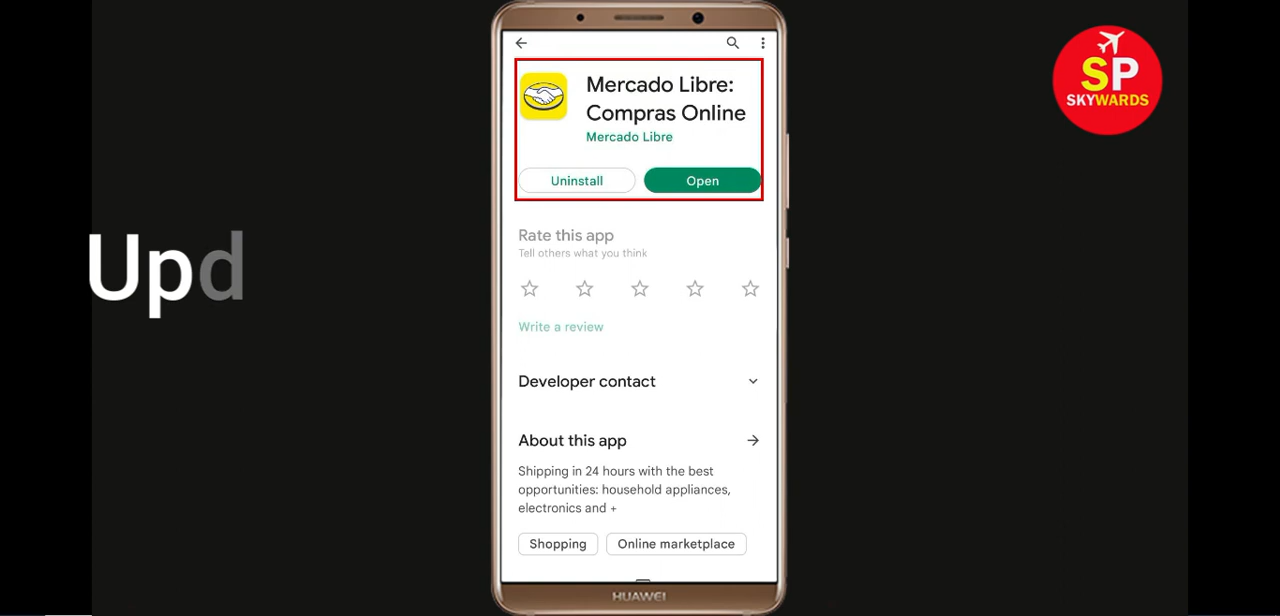 Mercado Libre:
Compras Online
Mercado Libre
Uninstall
Open
Rate this app
Tell others what you think
Write a review
Developer contact
About this app
Shipping in 24 hours with the best
opportunities: household appliances,
electronics and +
Shopping
Online marketplace
HUAWEI
Upd
SP
SKYWARDS